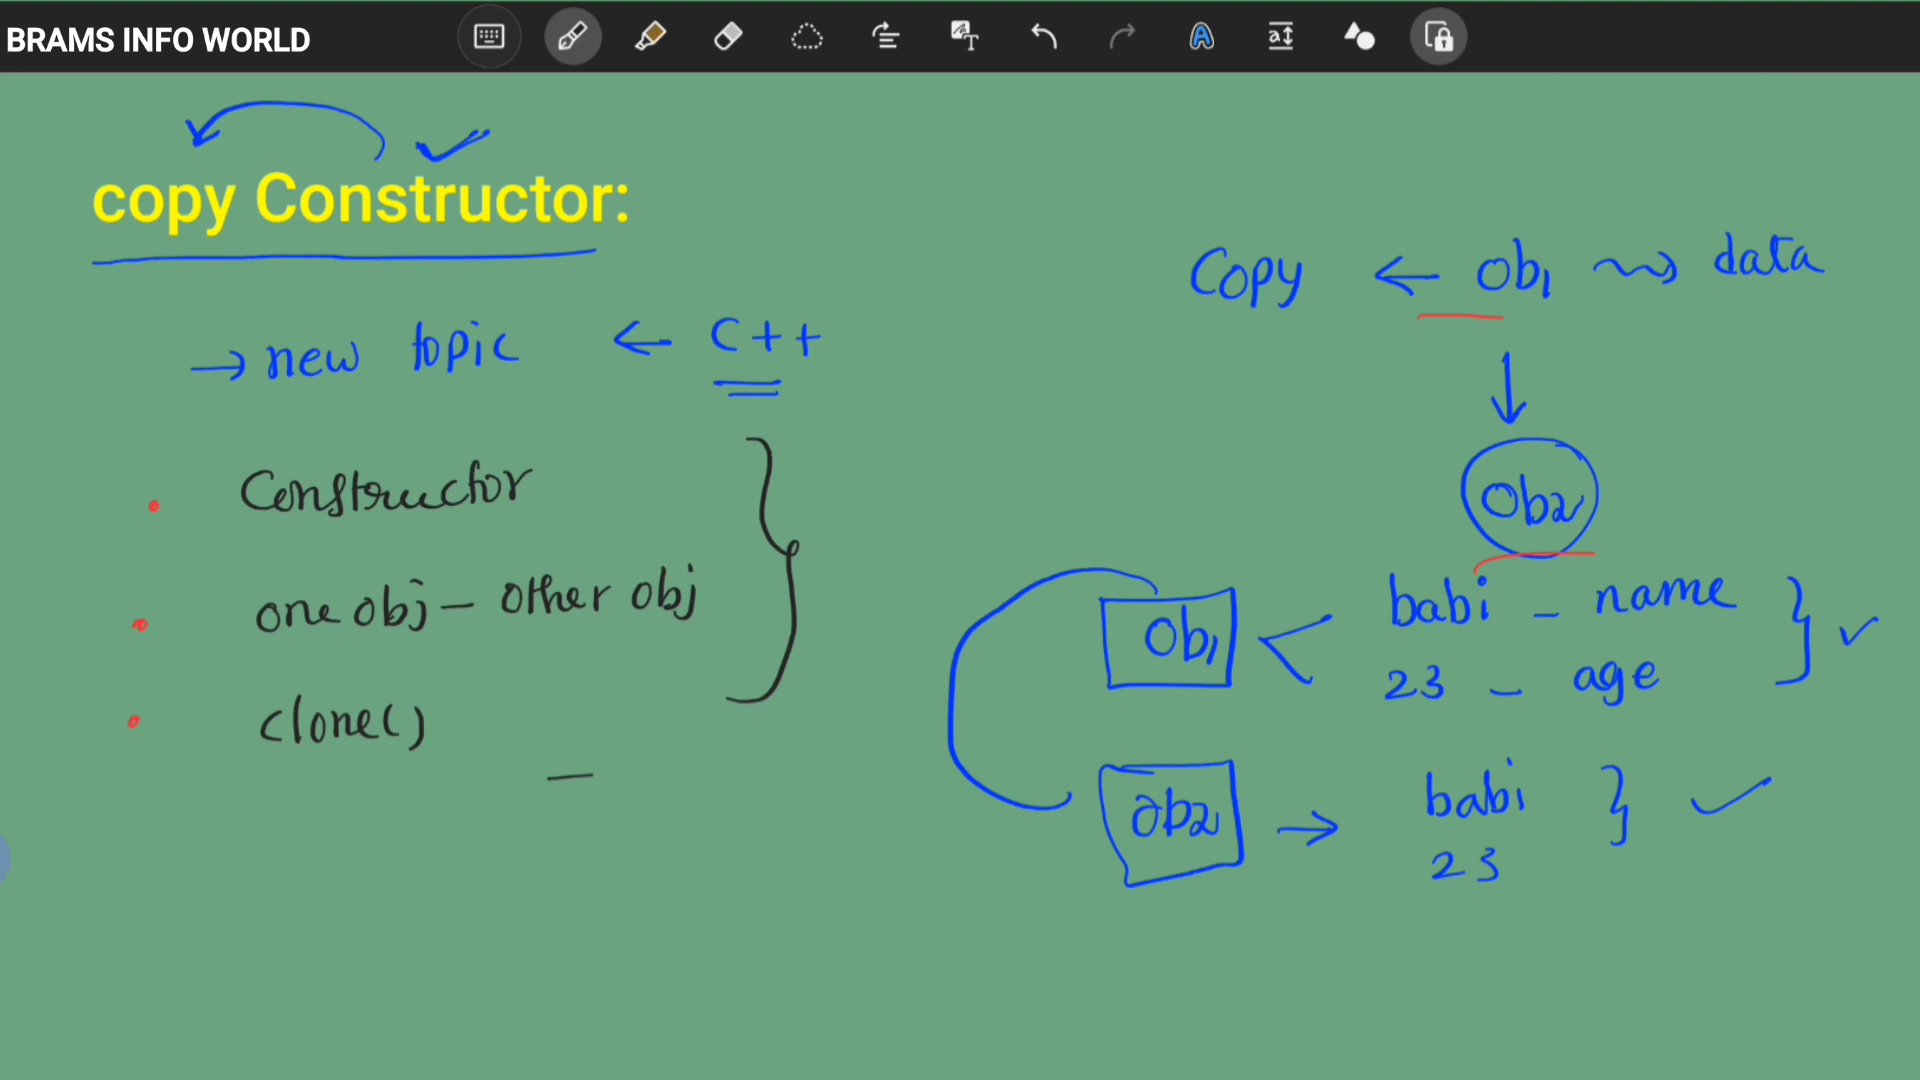 BRAMS INFO WORLD
copy Constructor:
→ new topic ← C++
• Constructor
• one obj - other obj
• clone()
Copy ← Ob1 ⇝ data
Ob2
Ob1 < babi - name
23 - age
Ob2 → babi
23